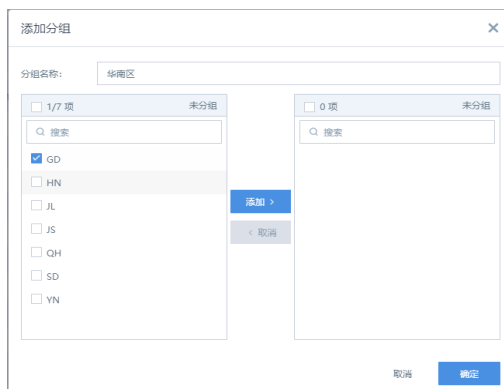 添加分组
分组名称： 华南区
1/7 项 未分组
搜索
GD
HN
JL
JS
QH
SD
YN
添加 >
< 取消
0 项 未分组
搜索
取消 确定